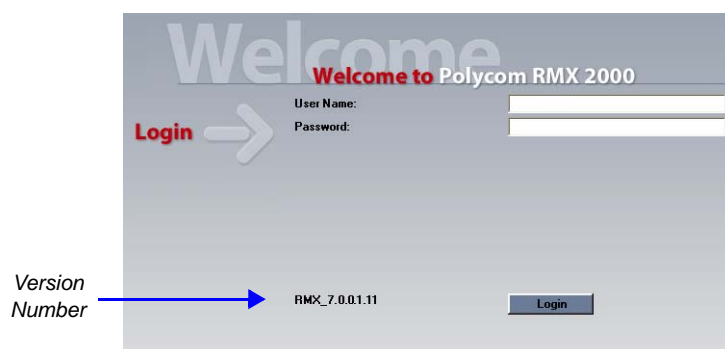 Welcome
Welcome to Polycom RMX 2000
User Name:
Login
Password:
Version
Number
RMX_7.0.0.1.11
Login